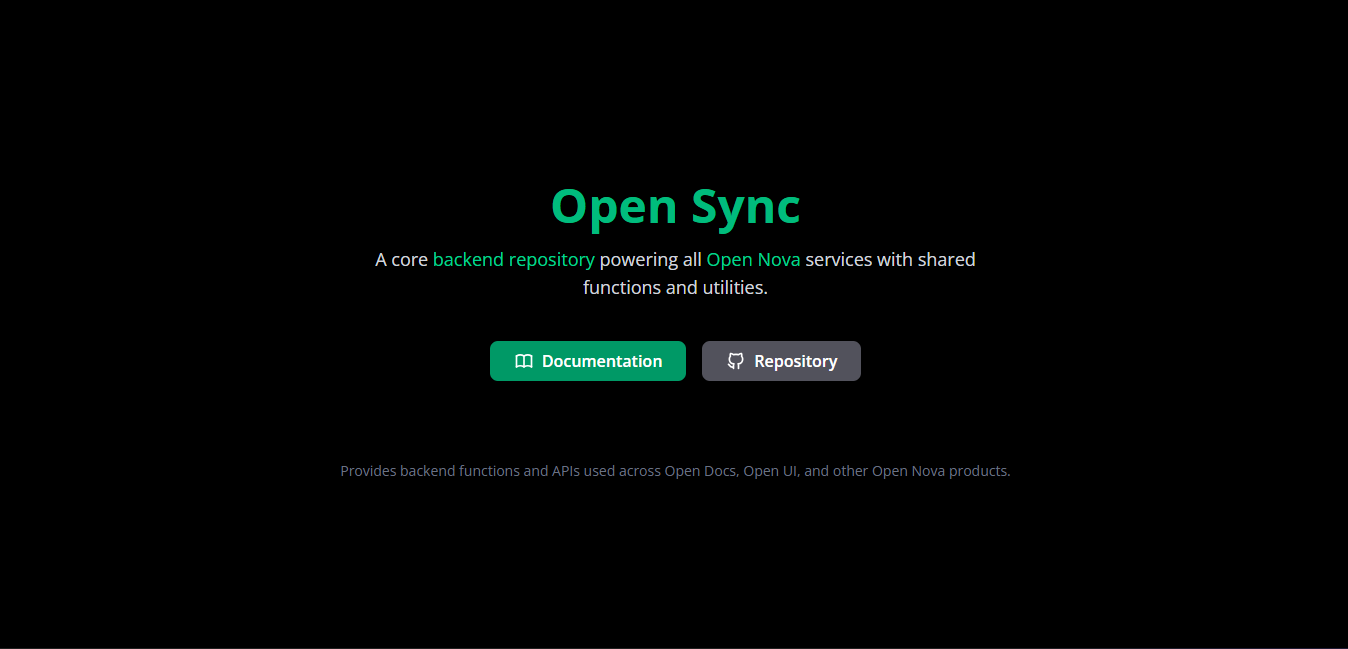 Open Sync
A core backend repository powering all Open Nova services with shared
functions and utilities.
Documentation
Repository
Provides backend functions and APIs used across Open Docs, Open UI, and other Open Nova products.